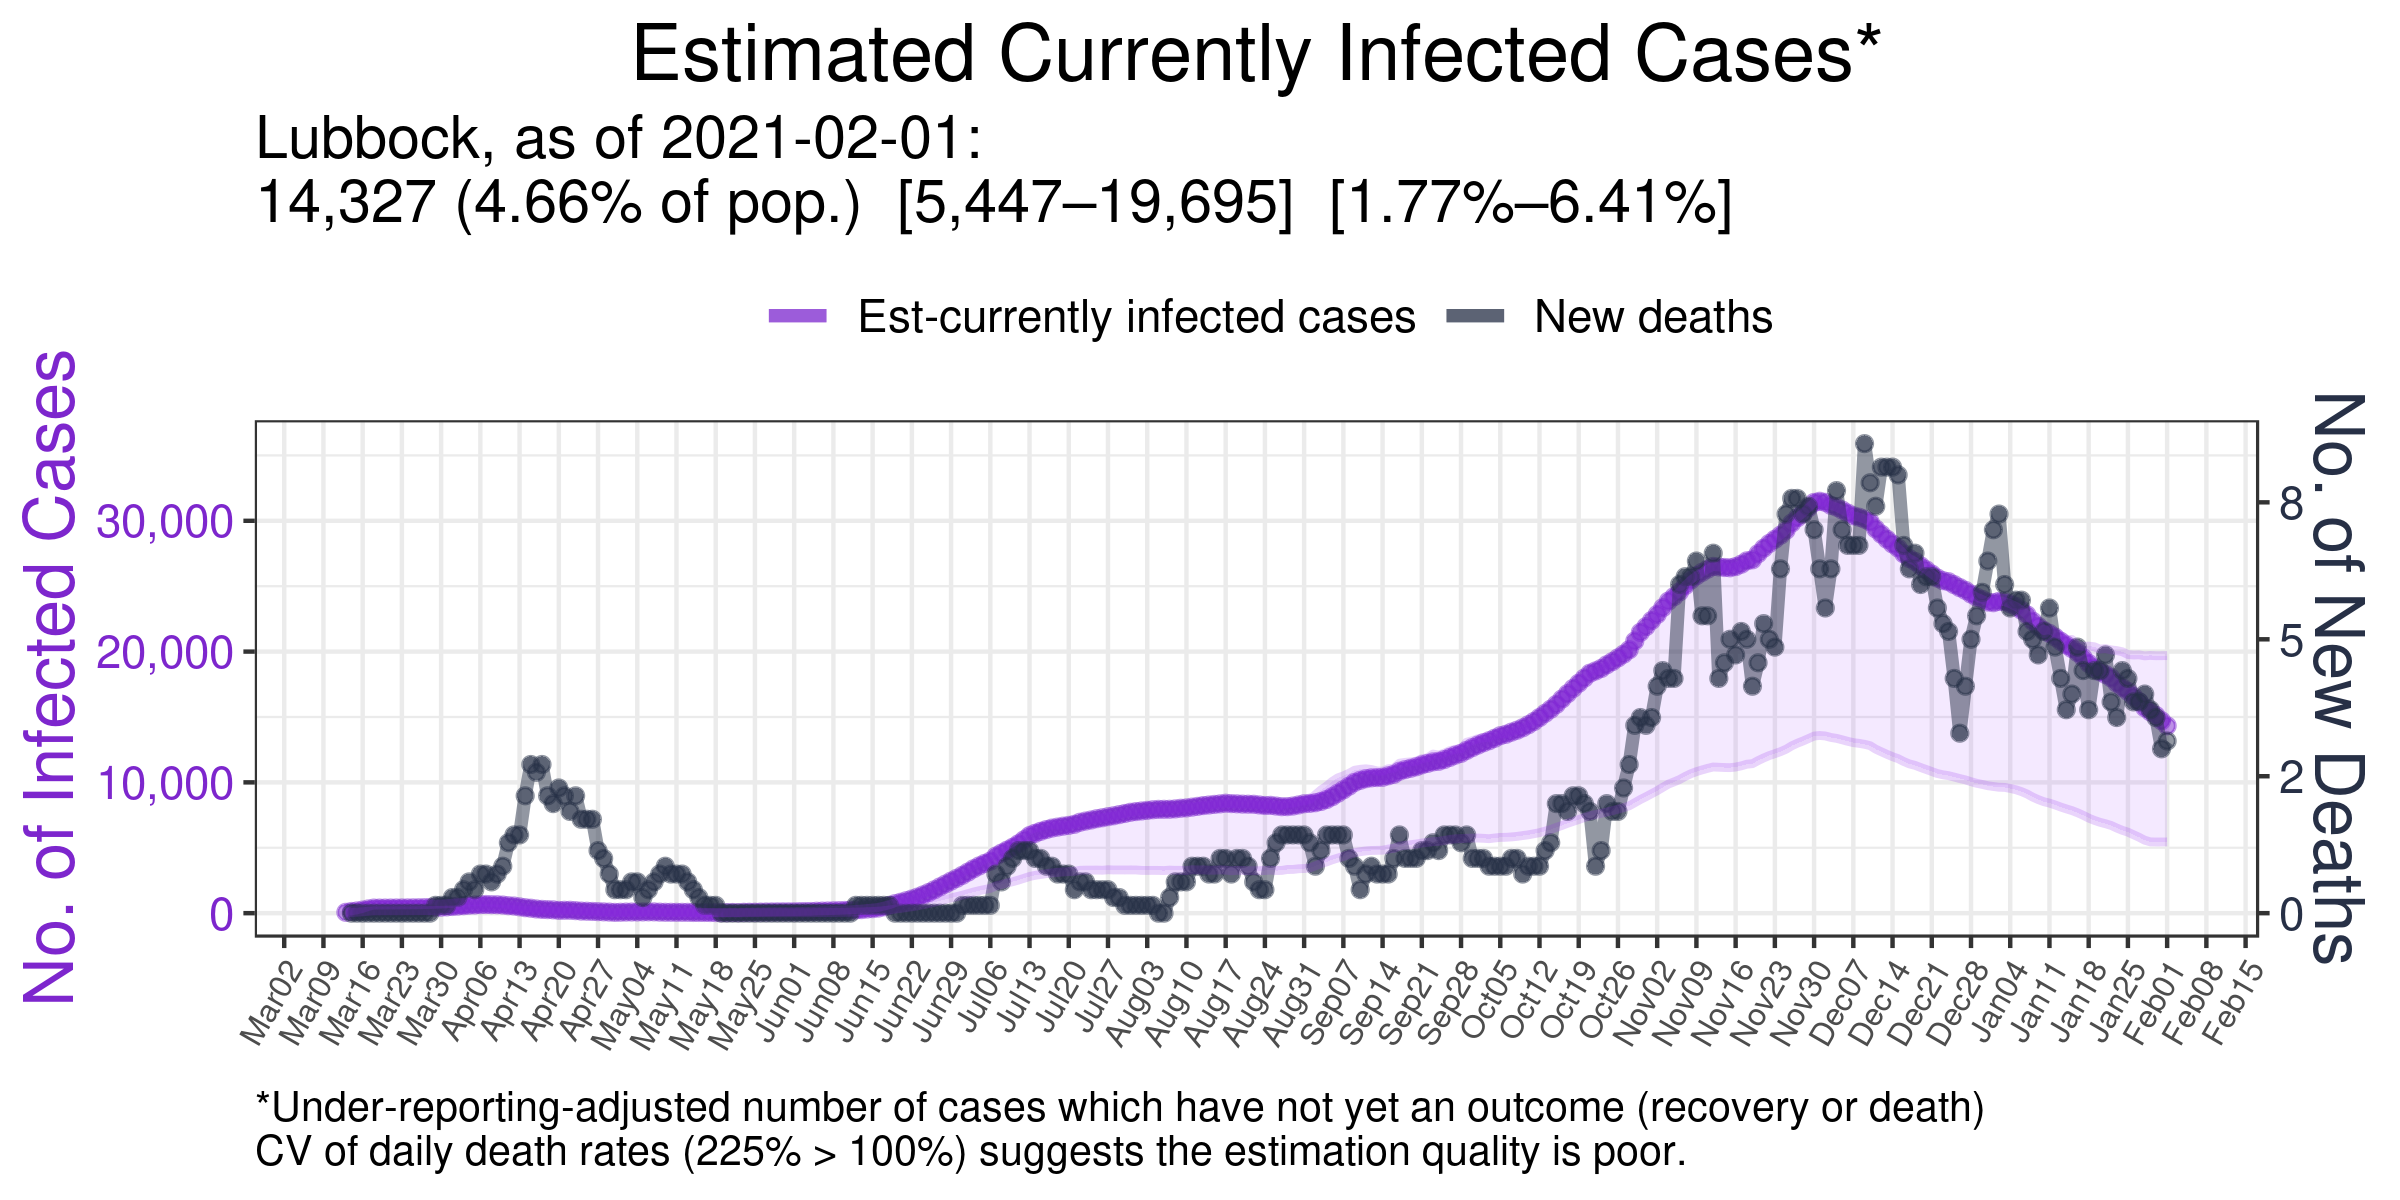 Estimated Currently Infected Cases*
Lubbock, as of 2021-02-01:
14,327 (4.66% of pop.) [5,447–19,695] [1.77%–6.41%]
Est-currently infected cases New deaths
No. of Infected Cases
30,000
20,000
10,000
0
8
5
2
0
No. of New Deaths
Mar02 Mar09 Mar16 Mar23 Mar30 Apr06 Apr13 Apr20 Apr27 May04 May11 May18 May25 Jun01 Jun08 Jun15 Jun22 Jun29 Jul06 Jul13 Jul20 Jul27 Aug03 Aug10 Aug17 Aug24 Aug31 Sep07 Sep14 Sep21 Sep28 Oct05 Oct12 Oct19 Oct26 Nov02 Nov09 Nov16 Nov23 Nov30 Dec07 Dec14 Dec21 Dec28 Jan04 Jan11 Jan18 Jan25 Feb01 Feb08 Feb15
*Under-reporting-adjusted number of cases which have not yet an outcome (recovery or death)
CV of daily death rates (225% > 100%) suggests the estimation quality is poor.